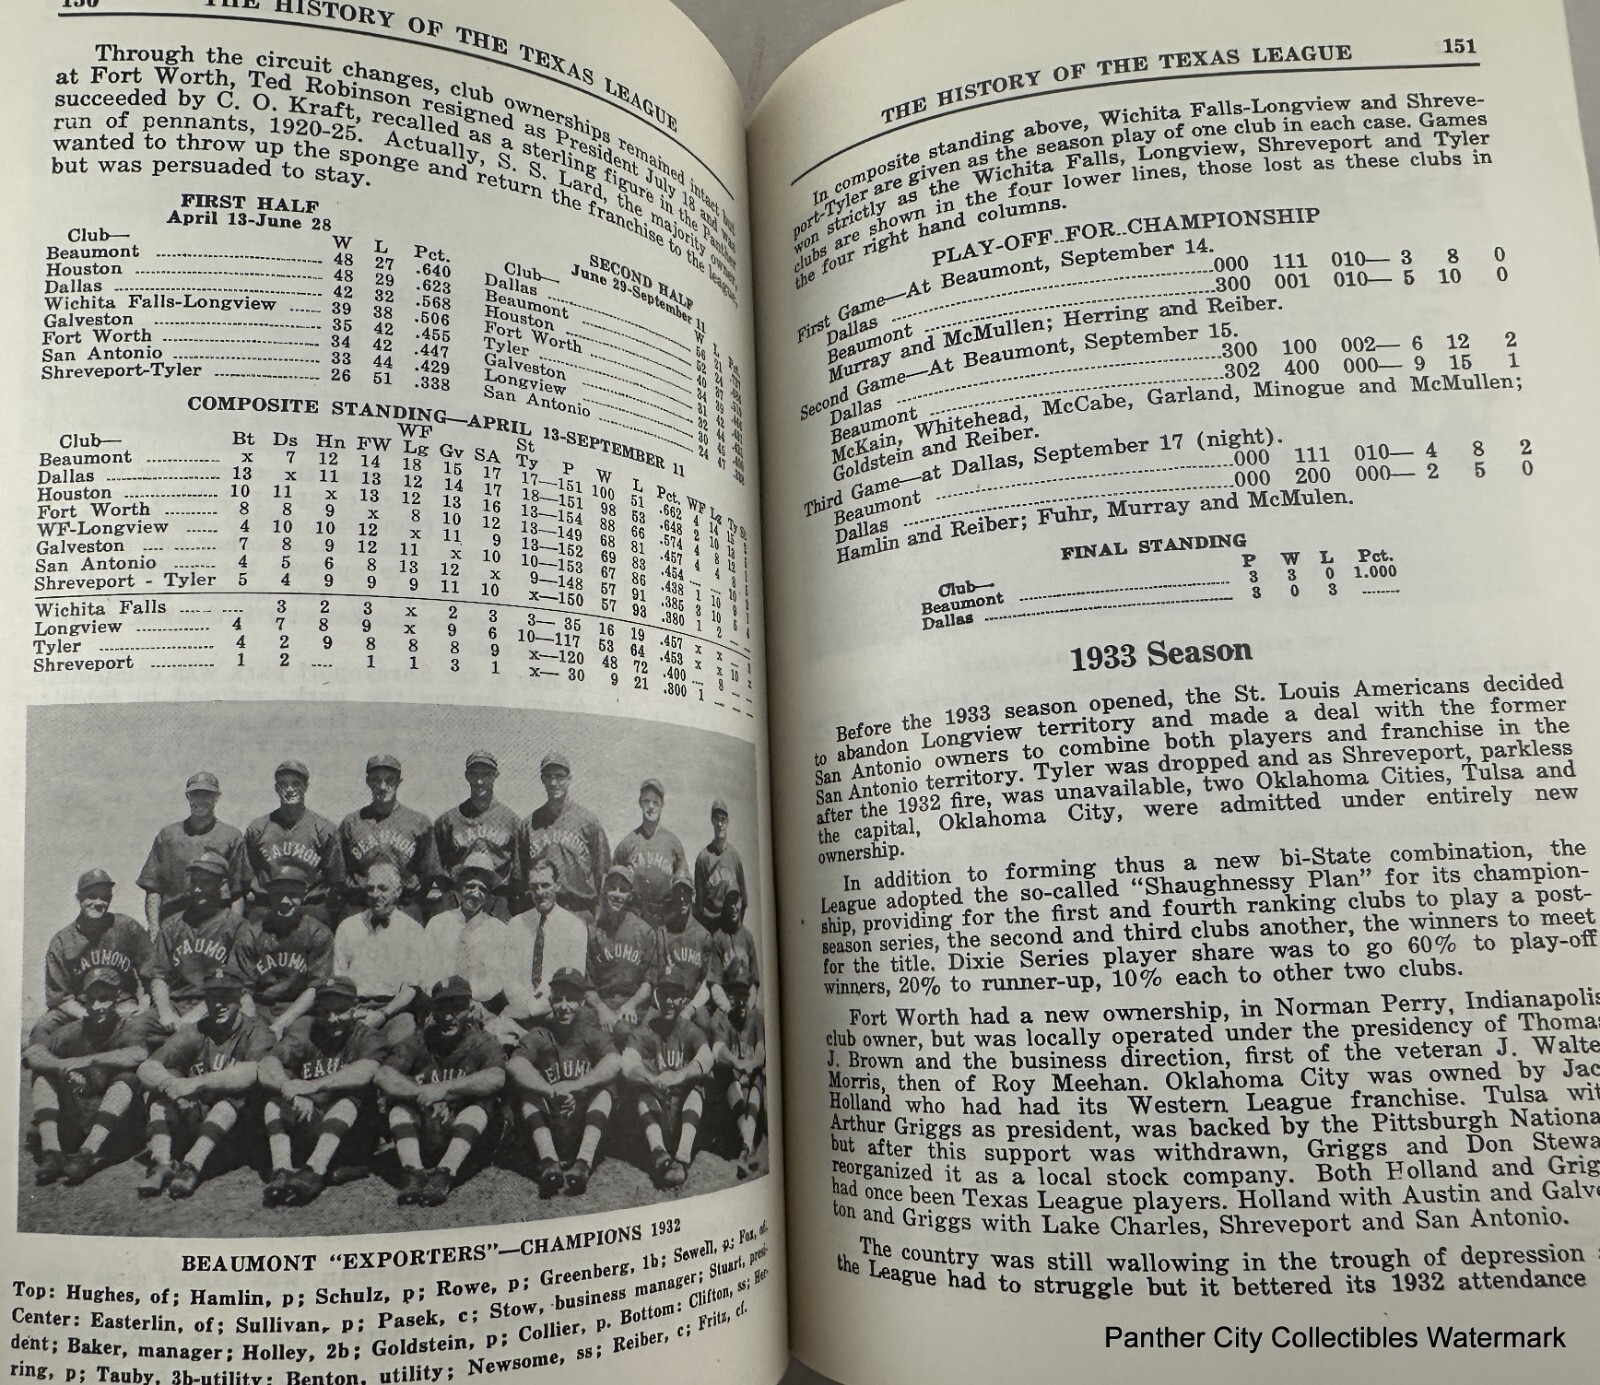 150 THE HISTORY OF THE TEXAS LEAGUE
Through the circuit changes, club ownerships remained intact but
at Fort Worth, Ted Robinson resigned as President July 18 and was
succeeded by C. O. Kraft, recalled as a sterling figure in the Panther
run of pennants, 1920-25. Actually, S. S. Lard, the majority owner,
wanted to throw up the sponge and return the franchise to the league,
but was persuaded to stay.
FIRST HALF
April 13-June 28
Club— W L Pct.
Beaumont 48 27 .640
Houston 48 29 .623
Dallas 42 32 .568
Wichita Falls-Longview 39 38 .506
Galveston 35 42 .455
Fort Worth 34 42 .447
San Antonio 33 44 .429
Shreveport-Tyler 26 51 .338
SECOND HALF
June 29-September 11
Club— W L Pct.
Dallas 56 21
Beaumont 52 24
Houston 40 37
Fort Worth 34 39
Tyler 31
Galveston 32 44
Longview 30 45
San Antonio 24 47
COMPOSITE STANDING—APRIL 13-SEPTEMBER 11
WF St
Club— Bt Ds Hn FW Lg Gv SA Ty P W L Pct. WF Lg Ty
Beaumont x 7 12 14 18 15 17 17—151 100 51 .662 4 14
Dallas 13 x 11 13 12 14 17 18—151 98 53 .648 2 10
Houston 10 11 x 13 12 13 16 13—154 88 66 .574 4 8
Fort Worth 8 8 9 x 8 10 12 13—149 68 81 .457 4 4
WF-Longview 4 10 10 12 x 11 9 13—152 69 83 .454
Galveston 7 8 9 12 11 x 10 10—153 67 86 .438 1 10
San Antonio 4 5 6 8 13 12 x 9—148 57 91 .385 3 10
Shreveport - Tyler 5 4 9 9 9 11 10 x—150 57 93 .380 1 2
Wichita Falls .... 3 2 3 x 2 3 3— 35 16 19 .457 x x
Longview 4 7 8 9 x 9 6 10—117 53 64 .453 x x 10
Tyler 4 2 9 8 8 8 9 x—120 48 72 .400 8
Shreveport 1 2 .... 1 1 3 1 x— 30 9 21 .300 1
BEAUMONT "EXPORTERS"—CHAMPIONS 1932
Top: Hughes, of; Hamlin, p; Schulz, p; Rowe, p; Greenberg, 1b; Sewell, p; Fox, of.
Center: Easterlin, of; Sullivan, p; Pasek, c; Stow, business manager; Stuart, presi-
dent; Baker, manager; Holley, 2b; Goldstein, p; Collier, p. Bottom: Clifton, ss; Her-
ring, p; Tauby, 3b-utility; Benton, utility; Newsome, ss; Reiber, c; Fritz, cf.
THE HISTORY OF THE TEXAS LEAGUE 151
In composite standing above, Wichita Falls-Longview and Shreve-
port-Tyler are given as the season play of one club in each case. Games
won strictly as the Wichita Falls, Longview, Shreveport and Tyler
clubs are shown in the four lower lines, those lost as these clubs in
the four right hand columns.
PLAY-OFF..FOR..CHAMPIONSHIP
First Game—At Beaumont, September 14.
Dallas 000 111 010— 3 8 0
Beaumont 300 001 010— 5 10 0
Murray and McMullen; Herring and Reiber.
Second Game—At Beaumont, September 15.
Dallas 300 100 002— 6 12 2
Beaumont 302 400 000— 9 15 1
McKain, Whitehead, McCabe, Garland, Minogue and McMullen;
Goldstein and Reiber.
Third Game—at Dallas, September 17 (night).
Beaumont 000 111 010— 4 8 2
Dallas 000 200 000— 2 5 0
Hamlin and Reiber; Fuhr, Murray and McMulen.
FINAL STANDING
Club— P W L Pct.
Beaumont 3 3 0 1.000
Dallas 3 0 3 ........
1933 Season
Before the 1933 season opened, the St. Louis Americans decided
to abandon Longview territory and made a deal with the former
San Antonio owners to combine both players and franchise in the
San Antonio territory. Tyler was dropped and as Shreveport, parkless
after the 1932 fire, was unavailable, two Oklahoma Cities, Tulsa and
the capital, Oklahoma City, were admitted under entirely new
ownership.
In addition to forming thus a new bi-State combination, the
League adopted the so-called "Shaughnessy Plan" for its champion-
ship, providing for the first and fourth ranking clubs to play a post-
season series, the second and third clubs another, the winners to meet
for the title. Dixie Series player share was to go 60% to play-off
winners, 20% to runner-up, 10% each to other two clubs.
Fort Worth had a new ownership, in Norman Perry, Indianapolis
club owner, but was locally operated under the presidency of Thomas
J. Brown and the business direction, first of the veteran J. Walte
Morris, then of Roy Meehan. Oklahoma City was owned by Jac
Holland who had had its Western League franchise. Tulsa wit
Arthur Griggs as president, was backed by the Pittsburgh Nationa
but after this support was withdrawn, Griggs and Don Stewa
reorganized it as a local stock company. Both Holland and Grig
had once been Texas League players. Holland with Austin and Galve
ton and Griggs with Lake Charles, Shreveport and San Antonio.
The country was still wallowing in the trough of depression
the League had to struggle but it bettered its 1932 attendance
Panther City Collectibles Watermark